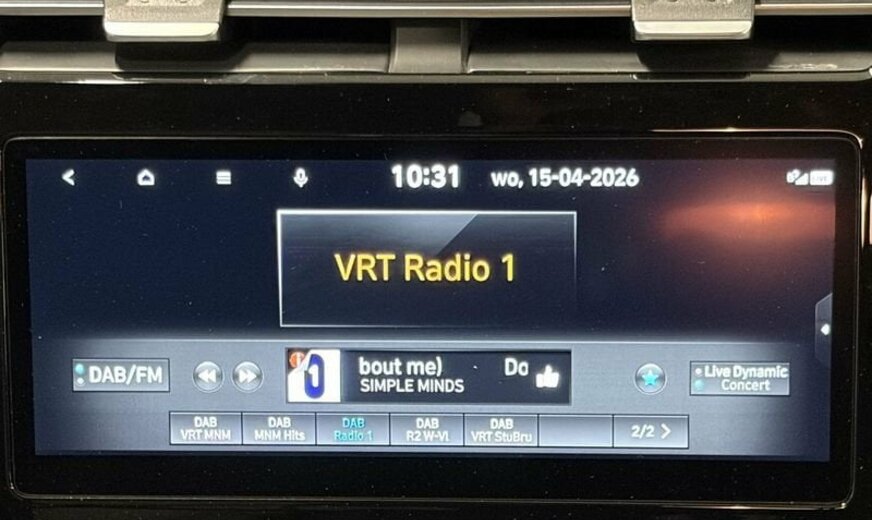 10:31 wo, 15-04-2026
VRT Radio 1
DAB/FM
1
bout me) Do
SIMPLE MINDS
Live Dynamic
Concert
DAB
VRT MNM
DAB
MNM Hits
DAB
Radio 1
DAB
R2 W-Vl
DAB
VRT StuBru
2/2